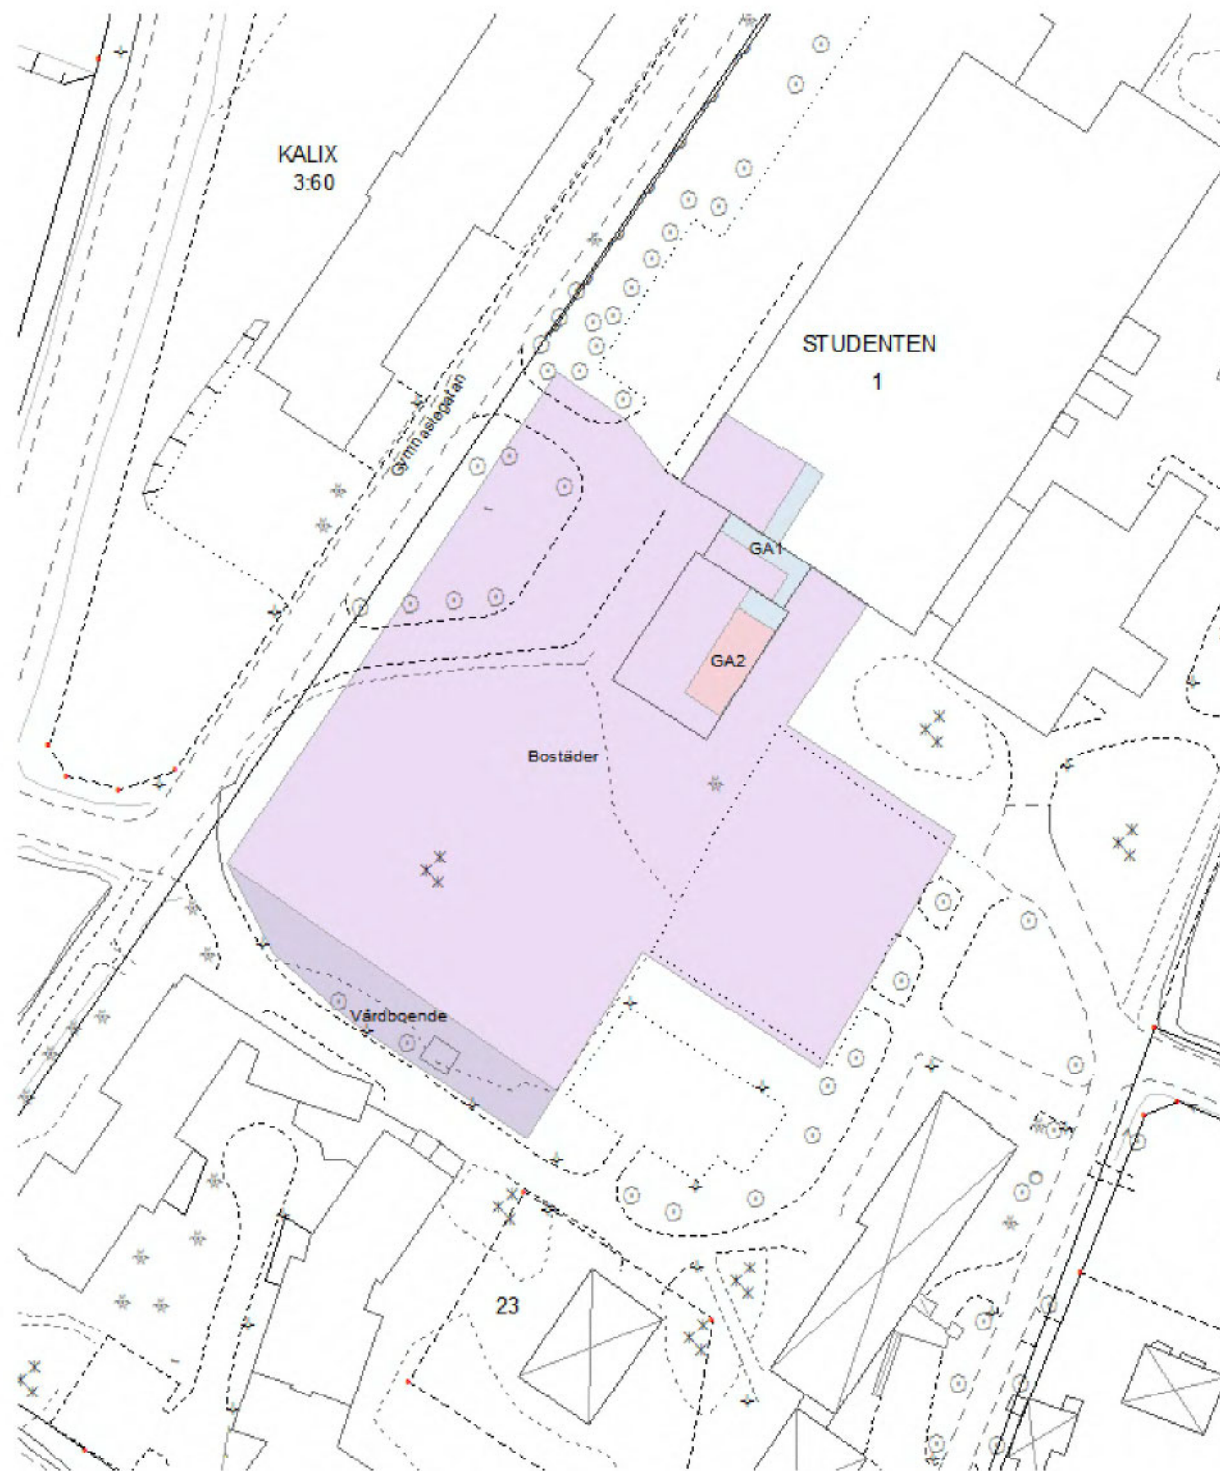 KALIX
3:60
STUDENTEN
1
Gymnasiegatan
GA1
GA2
Bostäder
Vårdboende
23